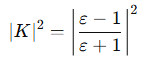 |K|² = |(ε − 1)/(ε + 1)|²